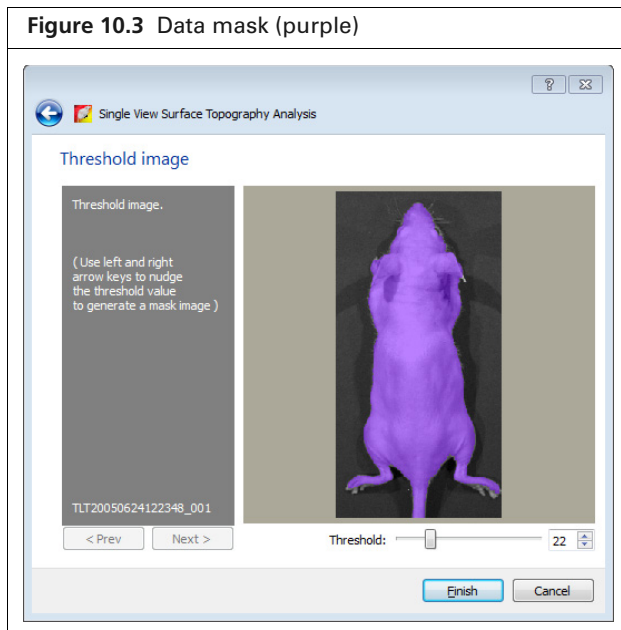 Figure 10.3 Data mask (purple)
Single View Surface Topography Analysis
Threshold image
Threshold image.
( Use left and right
arrow keys to nudge
the threshold value
to generate a mask image )
TLT20050624122348_001
< Prev
Next >
Threshold:
22
Finish
Cancel